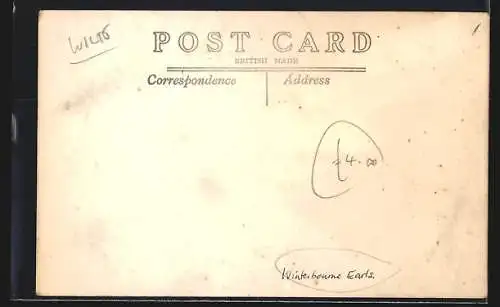 WILTS
POST CARD
BRITISH MADE
Correspondence Address
£4.00
Winterbourne Earls.